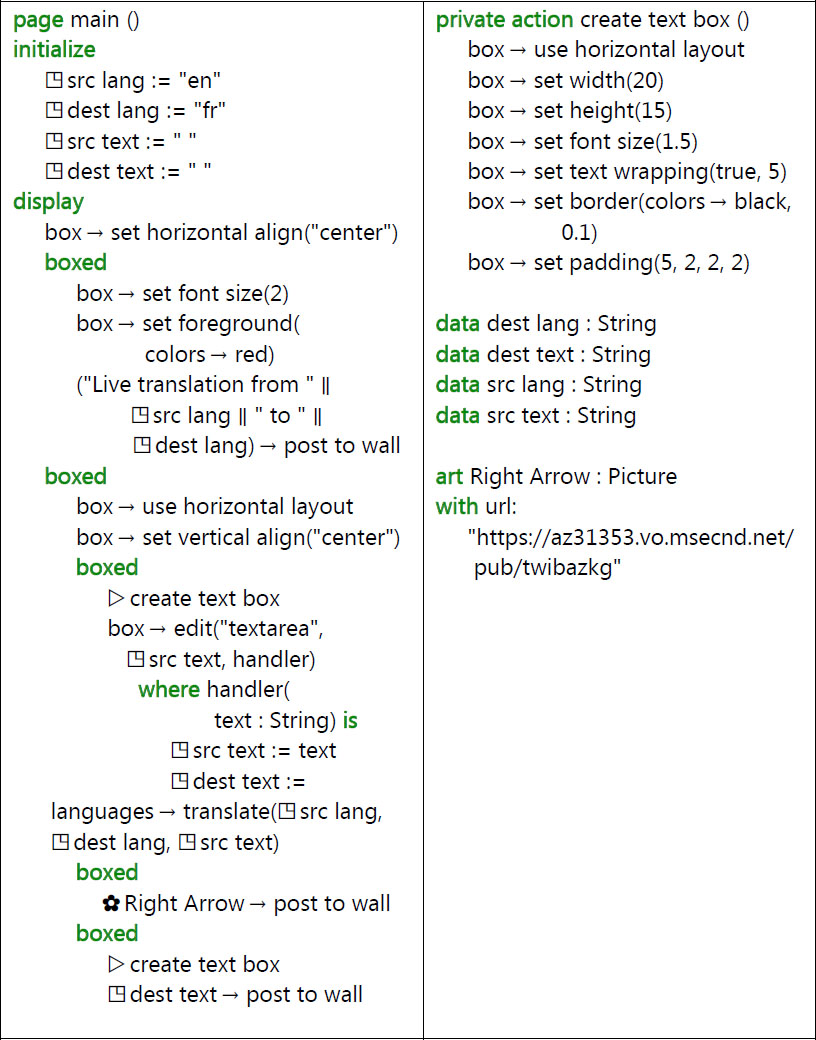 page main ()
initialize
◳ src lang := "en"
◳ dest lang := "fr"
◳ src text := " "
◳ dest text := " "
display
box → set horizontal align("center")
boxed
box → set font size(2)
box → set foreground(
colors → red)
("Live translation from " ∥
◳ src lang ∥ " to " ∥
◳ dest lang) → post to wall
boxed
box → use horizontal layout
box → set vertical align("center")
boxed
▷ create text box
box → edit("textarea",
◳ src text, handler)
where handler(
text : String) is
◳ src text := text
◳ dest text :=
languages → translate(◳ src lang,
◳ dest lang, ◳ src text)
boxed
✿ Right Arrow → post to wall
boxed
▷ create text box
◳ dest text → post to wall
private action create text box ()
box → use horizontal layout
box → set width(20)
box → set height(15)
box → set font size(1.5)
box → set text wrapping(true, 5)
box → set border(colors → black,
0.1)
box → set padding(5, 2, 2, 2)
data dest lang : String
data dest text : String
data src lang : String
data src text : String
art Right Arrow : Picture
with url:
"https://az31353.vo.msecnd.net/
pub/twibazkg"